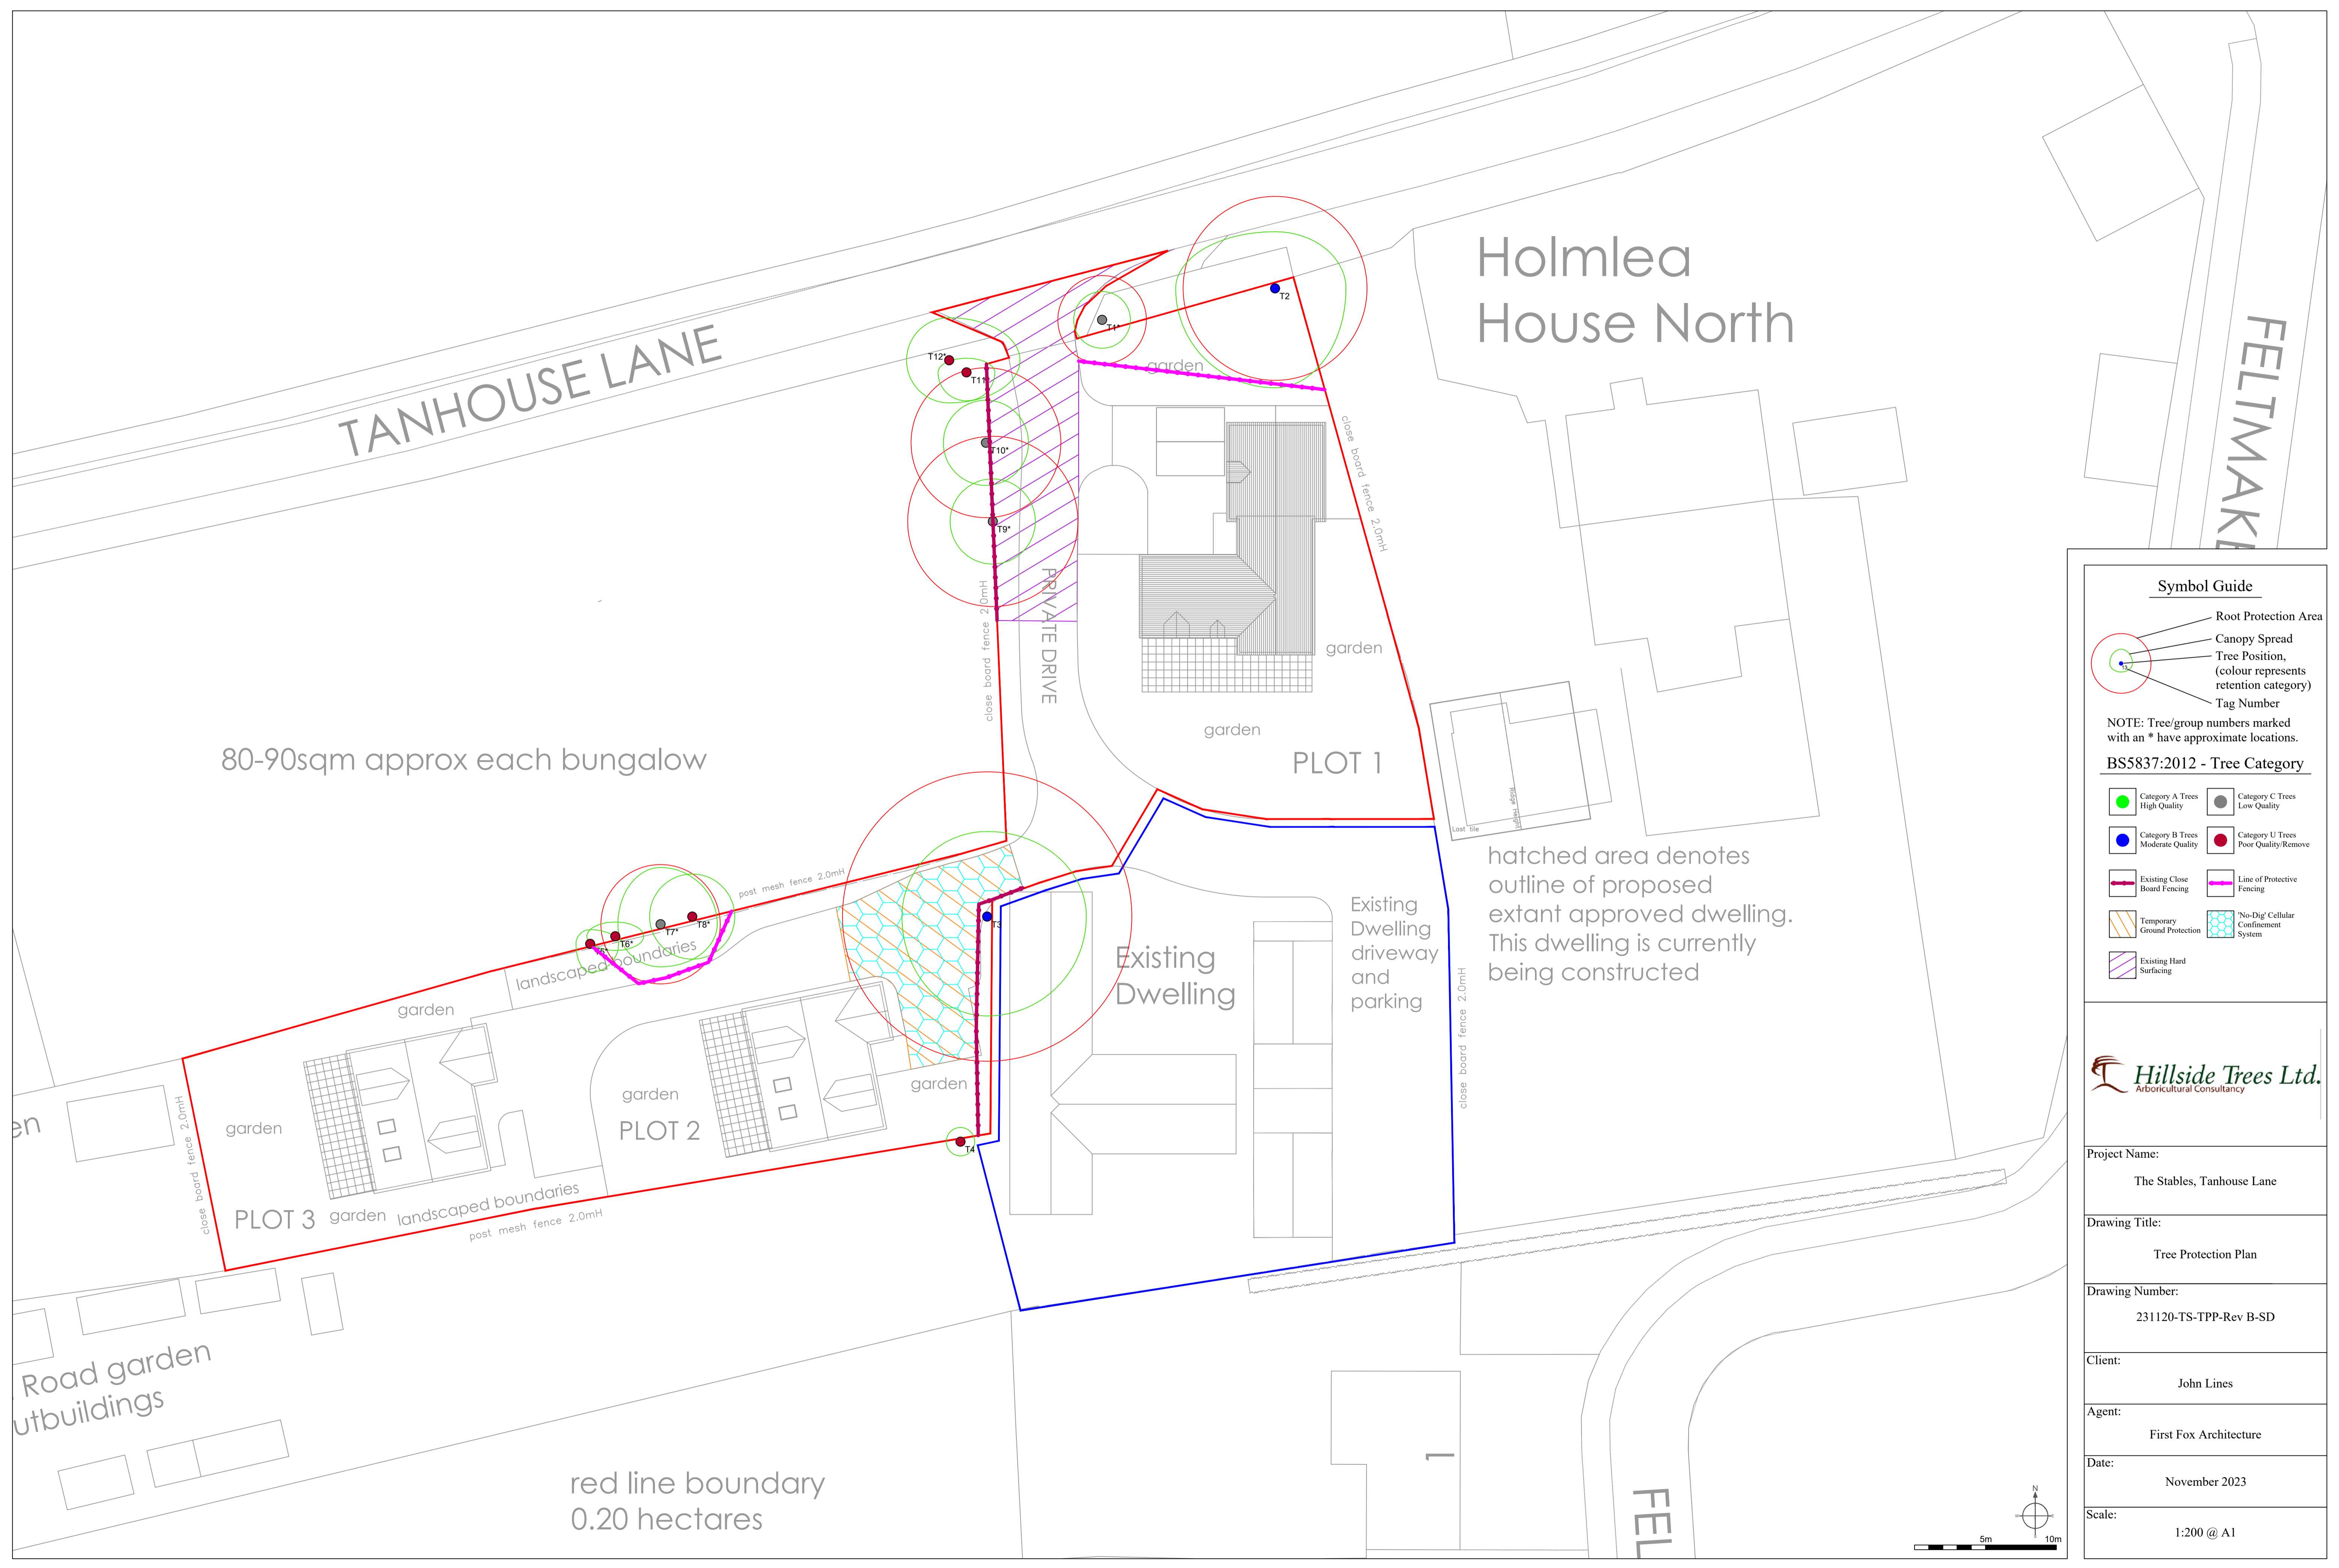 TANHOUSE LANE
Holmlea
House North
FELTMAKE
T1*
T2
T12*
T11*
T10*
T9*
garden
close board fence 2.0mH
close board fence 2.0mH
PRIVATE DRIVE
garden
garden
PLOT 1
80-90sqm approx each bungalow
Last tile
Ridge Height
post mesh fence 2.0mH
T5*
T6*
T7*
T8*
T3
landscaped boundaries
hatched area denotes
outline of proposed
extant approved dwelling.
This dwelling is currently
being constructed
Existing
Dwelling
driveway
and
parking
Existing
Dwelling
close board fence 2.0mH
garden
garden
garden
garden
PLOT 2
T4
en
close board fence 2.0mH
PLOT 3
garden
landscaped boundaries
post mesh fence 2.0mH
Road garden
utbuildings
red line boundary
0.20 hectares
1
FEL
N
5m
10m
Symbol Guide
Root Protection Area
Canopy Spread
Tree Position,
(colour represents
retention category)
Tag Number
NOTE: Tree/group numbers marked
with an * have approximate locations.
BS5837:2012 - Tree Category
Category A Trees
High Quality
Category C Trees
Low Quality
Category B Trees
Moderate Quality
Category U Trees
Poor Quality/Remove
Existing Close
Board Fencing
Line of Protective
Fencing
Temporary
Ground Protection
'No-Dig' Cellular
Confinement
System
Existing Hard
Surfacing
Hillside Trees Ltd.
Arboricultural Consultancy
Project Name:
The Stables, Tanhouse Lane
Drawing Title:
Tree Protection Plan
Drawing Number:
231120-TS-TPP-Rev B-SD
Client:
John Lines
Agent:
First Fox Architecture
Date:
November 2023
Scale:
1:200 @ A1